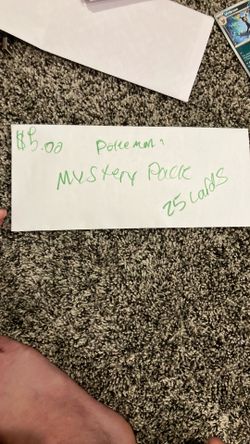 $5.00 Pokemon
Mystery Pack
25 cards